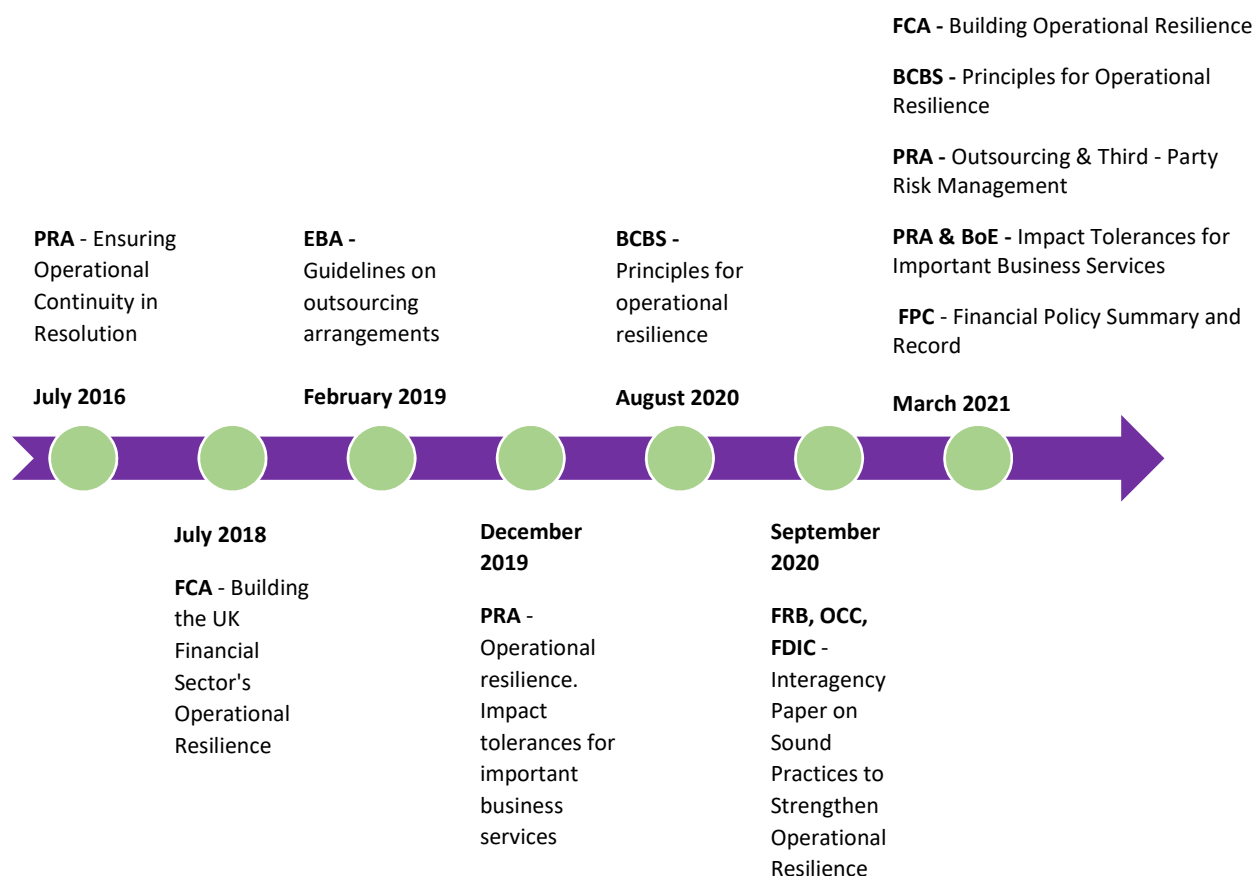 PRA - Ensuring
Operational
Continuity in
Resolution
July 2016
July 2018
FCA - Building
the UK
Financial
Sector's
Operational
Resilience
EBA -
Guidelines on
outsourcing
arrangements
February 2019
December
2019
PRA -
Operational
resilience.
Impact
tolerances for
important
business
services
BCBS -
Principles for
operational
resilience
August 2020
September
2020
FRB, OCC,
FDIC -
Interagency
Paper on
Sound
Practices to
Strengthen
Operational
Resilience
FCA - Building Operational Resilience
BCBS - Principles for Operational
Resilience
PRA - Outsourcing & Third - Party
Risk Management
PRA & BoE - Impact Tolerances for
Important Business Services
FPC - Financial Policy Summary and
Record
March 2021